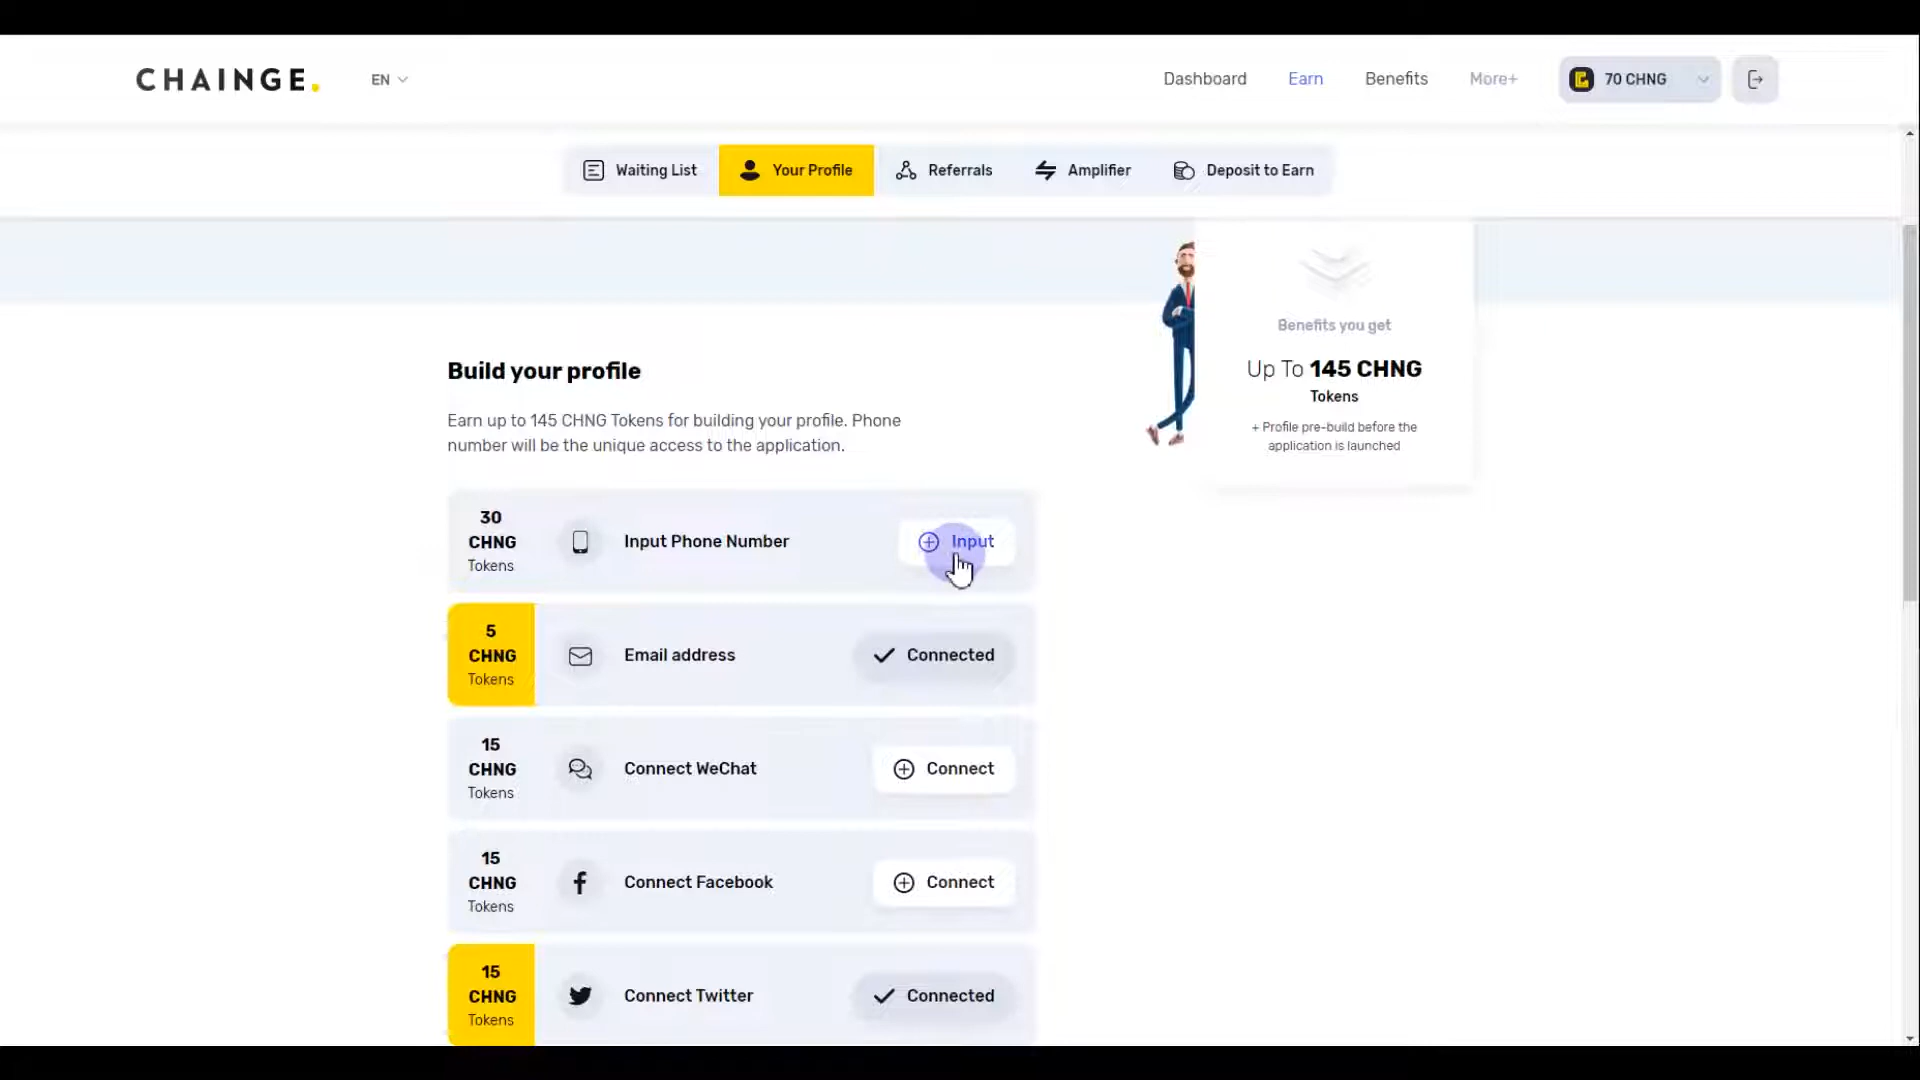 CHAINGE.
EN
Dashboard
Earn
Benefits
More+
70 CHNG
Waiting List
Your Profile
Referrals
Amplifier
Deposit to Earn
Benefits you get
Up To 145 CHNG
Tokens
+ Profile pre-build before the
application is launched
Build your profile
Earn up to 145 CHNG Tokens for building your profile. Phone
number will be the unique access to the application.
30
CHNG
Tokens
Input Phone Number
Input
5
CHNG
Tokens
Email address
Connected
15
CHNG
Tokens
Connect WeChat
Connect
15
CHNG
Tokens
Connect Facebook
Connect
15
CHNG
Tokens
Connect Twitter
Connected